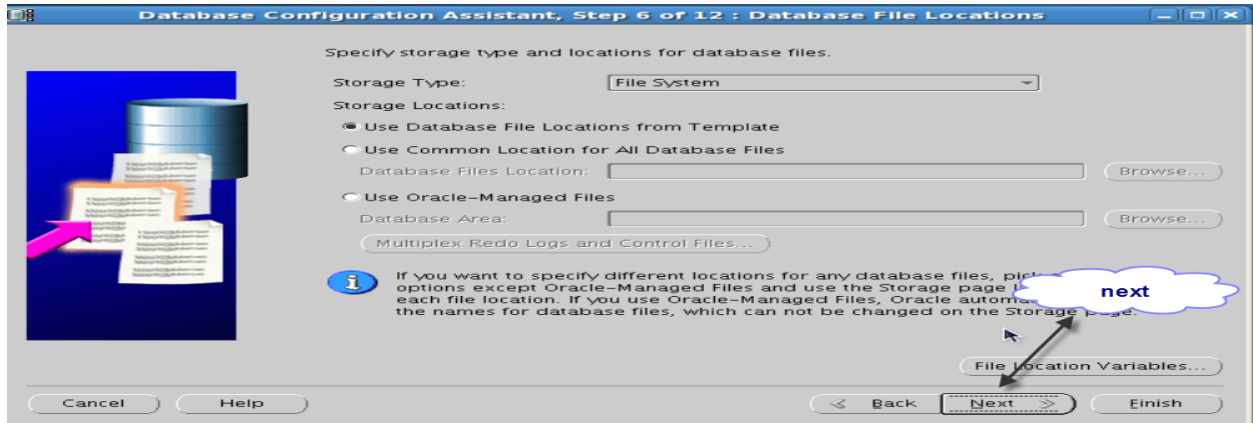 Database Configuration Assistant, Step 6 of 12 : Database File Locations
Specify storage type and locations for database files.
Storage Type: File System
Storage Locations:
Use Database File Locations from Template
Use Common Location for All Database Files
Database Files Location: Browse...
Use Oracle-Managed Files
Database Area: Browse...
Multiplex Redo Logs and Control Files...
If you want to specify different locations for any database files, pick
options except Oracle-Managed Files and use the Storage page
each file location. If you use Oracle-Managed Files, Oracle
the names for database files, which can not be changed on the Storage page.
next
File Location Variables...
Cancel Help Back Next Finish